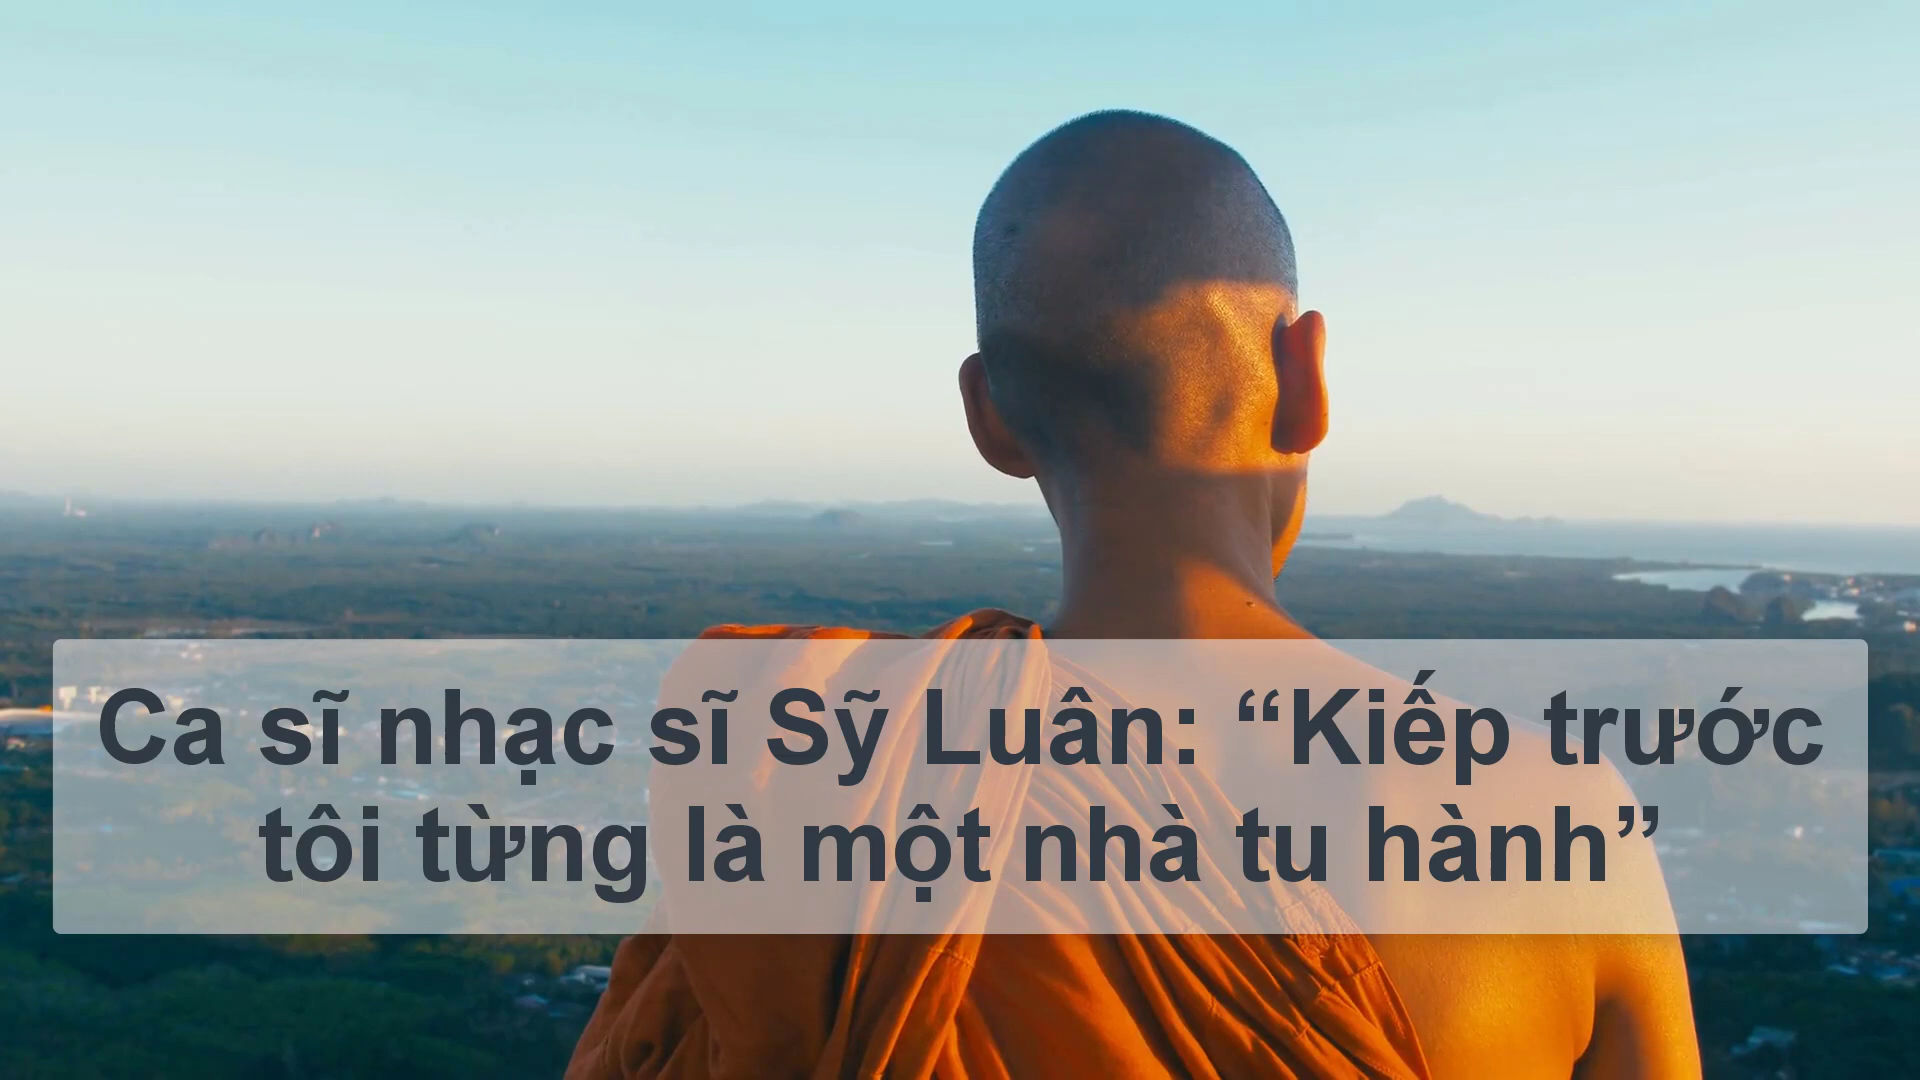 Ca sĩ nhạc sĩ Sỹ Luân: “Kiếp trước
tôi từng là một nhà tu hành”